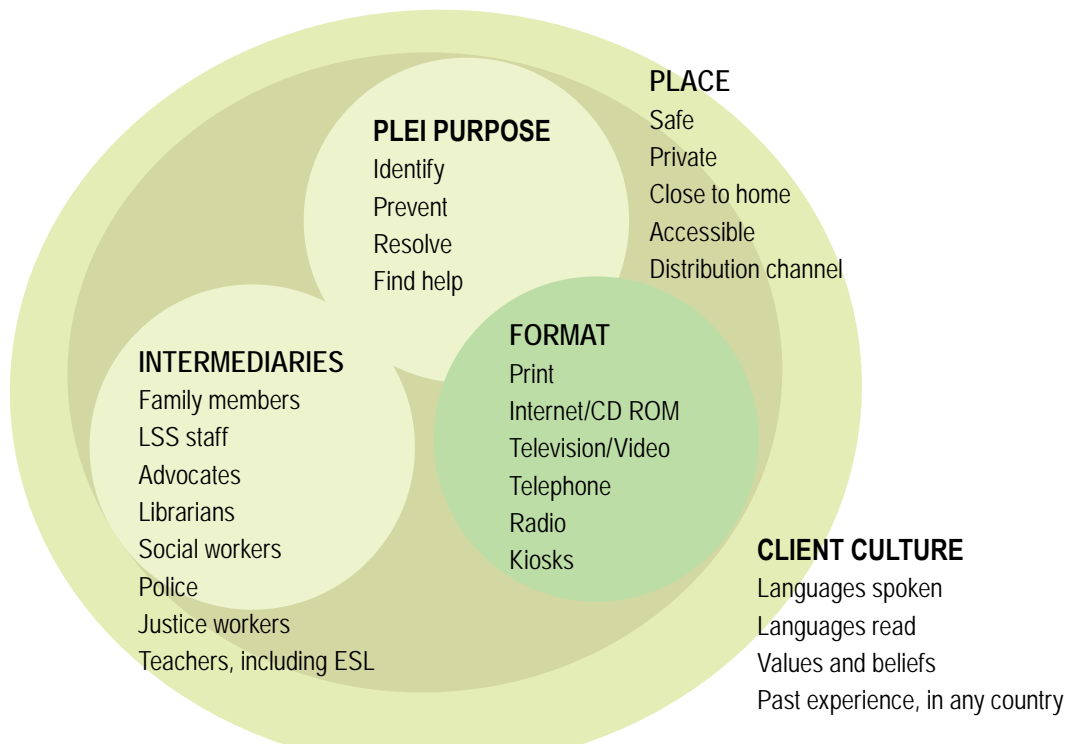 PLEI PURPOSE
Identify
Prevent
Resolve
Find help
PLACE
Safe
Private
Close to home
Accessible
Distribution channel
INTERMEDIARIES
Family members
LSS staff
Advocates
Librarians
Social workers
Police
Justice workers
Teachers, including ESL
FORMAT
Print
Internet/CD ROM
Television/Video
Telephone
Radio
Kiosks
CLIENT CULTURE
Languages spoken
Languages read
Values and beliefs
Past experience, in any country